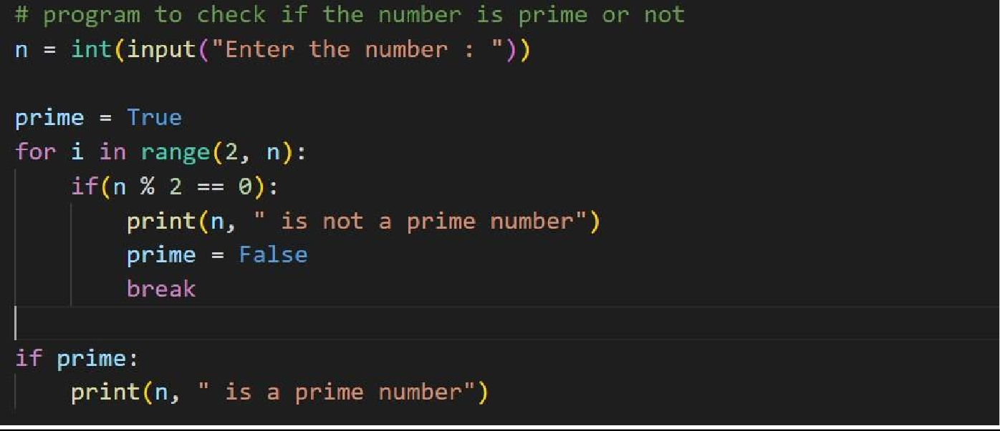 # program to check if the number is prime or not
n = int(input("Enter the number : "))
prime = True
for i in range(2, n):
    if(n % 2 == 0):
        print(n, " is not a prime number")
        prime = False
        break
if prime:
    print(n, " is a prime number")